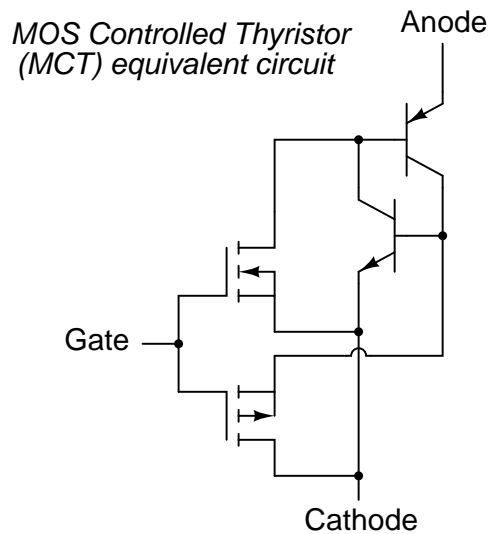 MOS Controlled Thyristor
(MCT) equivalent circuit
Anode
Gate
Cathode